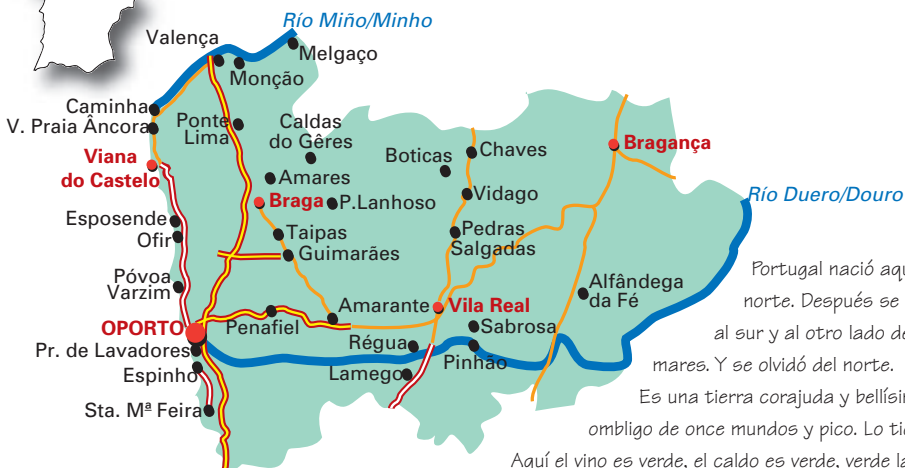 Río Miño/Minho
Valença
Melgaço
Monção
Caminha
V. Praia Âncora
Ponte
Lima
Caldas
do Gêres
Boticas
Chaves
Bragança
Viana
do Castelo
Amares
Braga
P.Lanhoso
Vidago
Río Duero/Douro
Esposende
Ofir
Taipas
Guimarães
Pedras
Salgadas
Póvoa
Varzim
Alfândega
da Fé
OPORTO
Penafiel
Amarante
Vila Real
Sabrosa
Pr. de Lavadores
Régua
Pinhão
Espinho
Lamego
Sta. Mª Feira
Portugal nació
norte. Después se
al sur y al otro lado
mares. Y se olvidó del norte.
Es una tierra corajuda y
ombligo de once mundos y pico. Lo
Aquí el vino es verde, el caldo es verde, verde